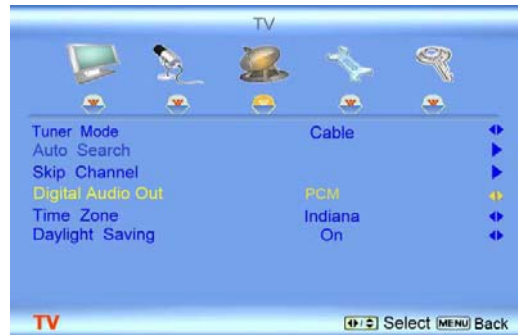 TV
Tuner Mode Cable
Auto Search
Skip Channel
Digital Audio Out PCM
Time Zone Indiana
Daylight Saving On
TV Select MENU Back